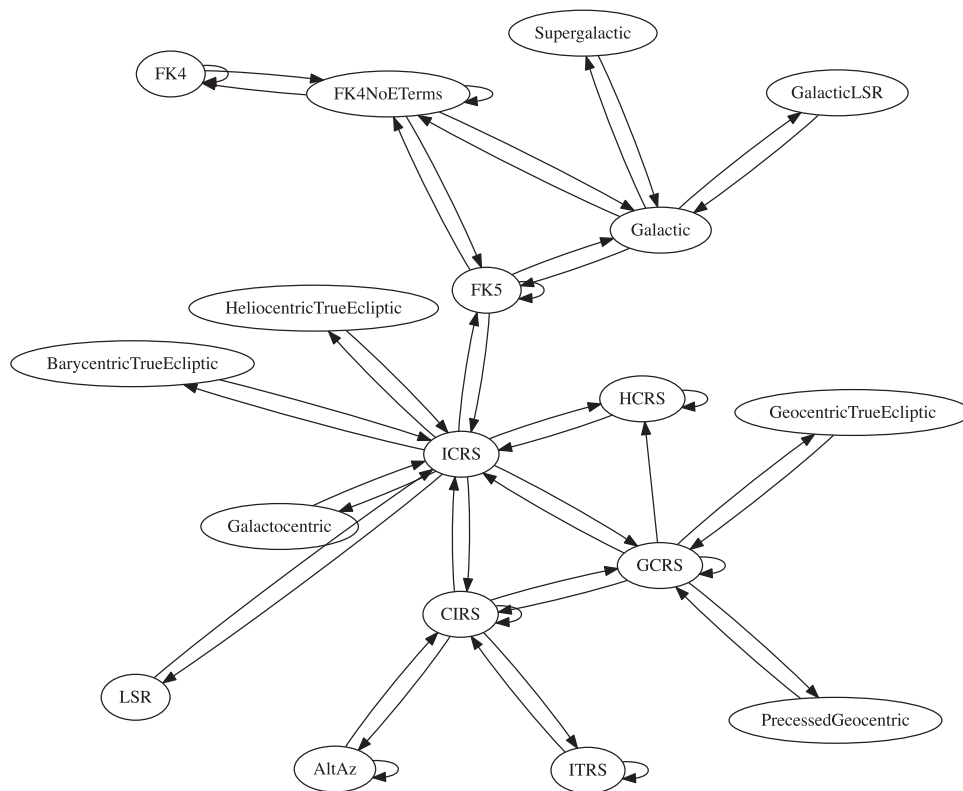 Supergalactic
FK4
FK4NoETerms
GalacticLSR
Galactic
FK5
HeliocentricTrueEcliptic
BarycentricTrueEcliptic
HCRS
GeocentricTrueEcliptic
ICRS
Galactocentric
GCRS
CIRS
LSR
PrecessedGeocentric
AltAz
ITRS